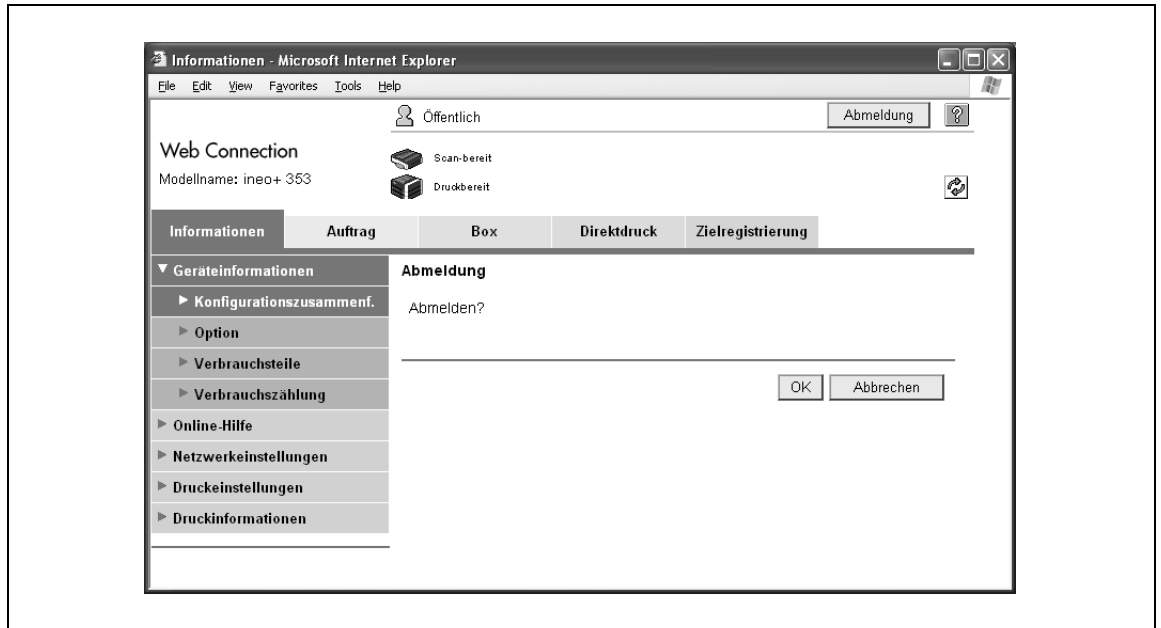 Informationen - Microsoft Internet Explorer
File Edit View Favorites Tools Help
Öffentlich
Abmeldung
?
Web Connection
Modellname: ineo+ 353
Scan-bereit
Druckbereit
Informationen Auftrag Box Direktdruck Zielregistrierung
Geräteinformationen
Konfigurationszusammenf.
Option
Verbrauchsteile
Verbrauchszählung
Online-Hilfe
Netzwerkeinstellungen
Druckeinstellungen
Druckinformationen
Abmeldung
Abmelden?
OK Abbrechen